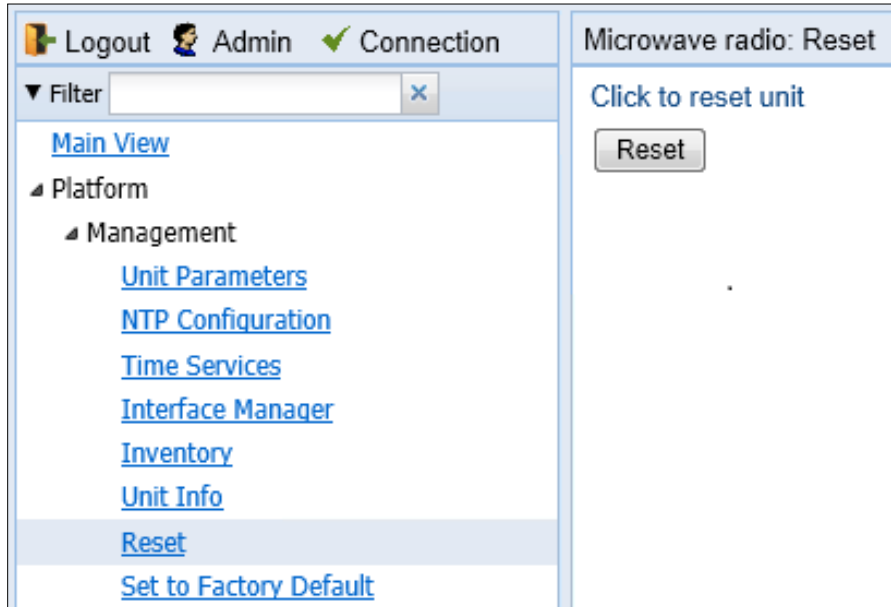 Logout Admin Connection
Filter
Main View
Platform
Management
Unit Parameters
NTP Configuration
Time Services
Interface Manager
Inventory
Unit Info
Reset
Set to Factory Default
Microwave radio: Reset
Click to reset unit
Reset